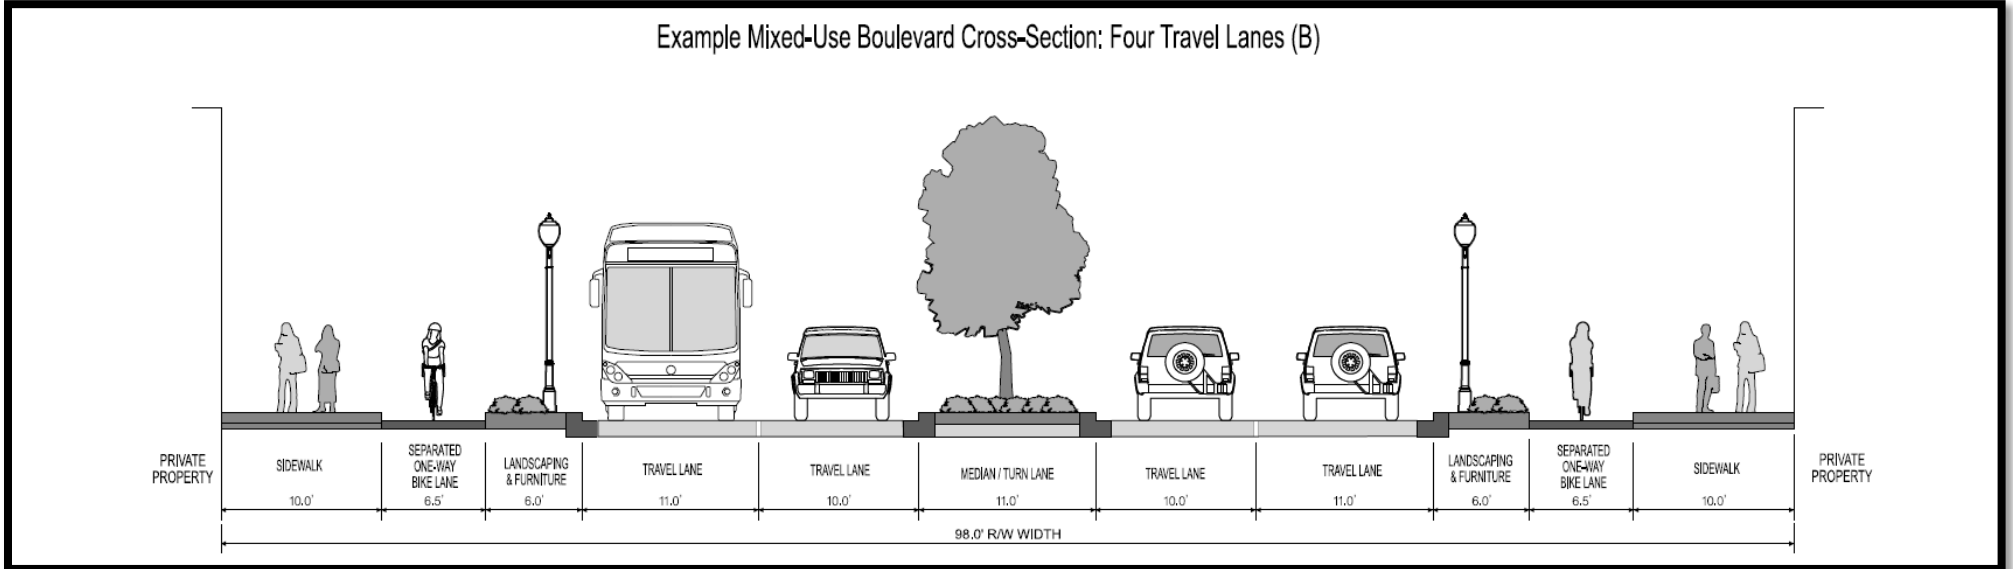 Example Mixed-Use Boulevard Cross-Section: Four Travel Lanes (B)
PRIVATE
PROPERTY
SIDEWALK
10.0'
SEPARATED
ONE-WAY
BIKE LANE
6.5'
LANDSCAPING
& FURNITURE
6.0'
TRAVEL LANE
11.0'
TRAVEL LANE
10.0'
MEDIAN / TURN LANE
11.0'
TRAVEL LANE
10.0'
TRAVEL LANE
11.0'
LANDSCAPING
& FURNITURE
6.0'
SEPARATED
ONE-WAY
BIKE LANE
6.5'
SIDEWALK
10.0'
PRIVATE
PROPERTY
98.0' R/W WIDTH